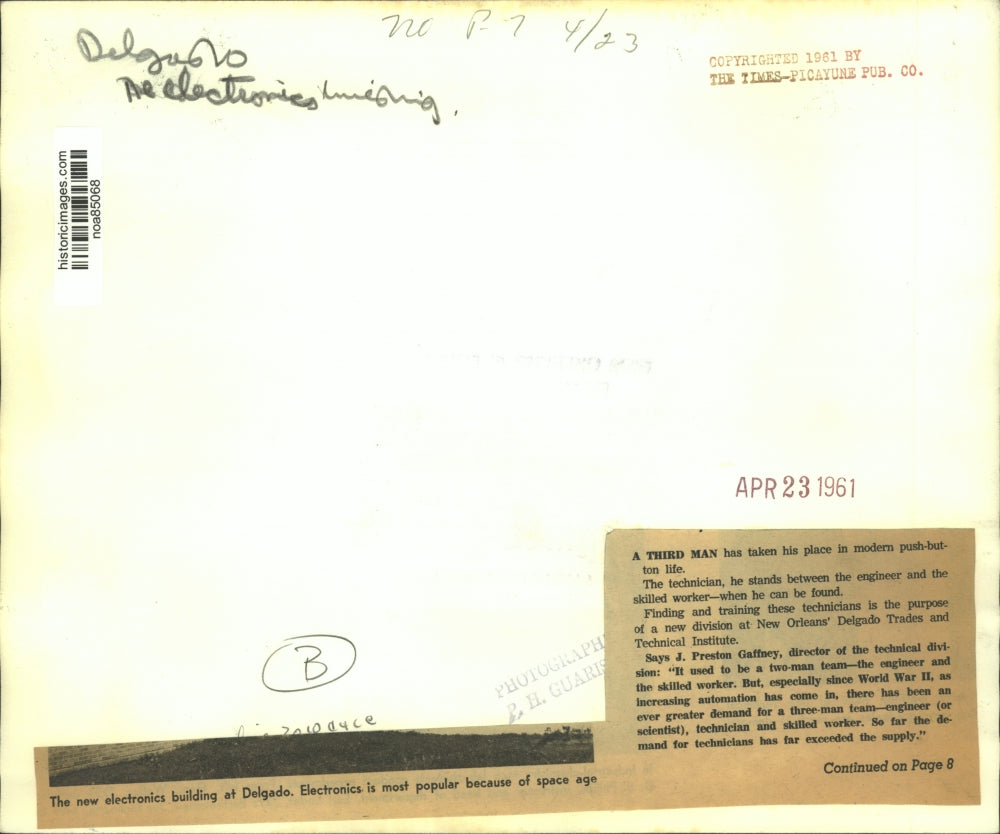 no P-7 4/23
Delgado
The electronics building.
COPYRIGHTED 1961 BY
THE TIMES-PICAYUNE PUB. CO.
historicimages.com
noa85068
APR 23 1961
A THIRD MAN has taken his place in modern push-but-
ton life.
The technician, he stands between the engineer and the
skilled worker—when he can be found.
Finding and training these technicians is the purpose
of a new division at New Orleans' Delgado Trades and
Technical Institute.
Says J. Preston Gaffney, director of the technical divi-
sion: "It used to be a two-man team—the engineer and
the skilled worker. But, especially since World War II, as
increasing automation has come in, there has been an
ever greater demand for a three-man team—engineer (or
scientist), technician and skilled worker. So far the de-
mand for technicians has far exceeded the supply."
Continued on Page 8
B
PHOTOGRAPH
P. H. GUARIS
The new electronics building at Delgado. Electronics is most popular because of space age